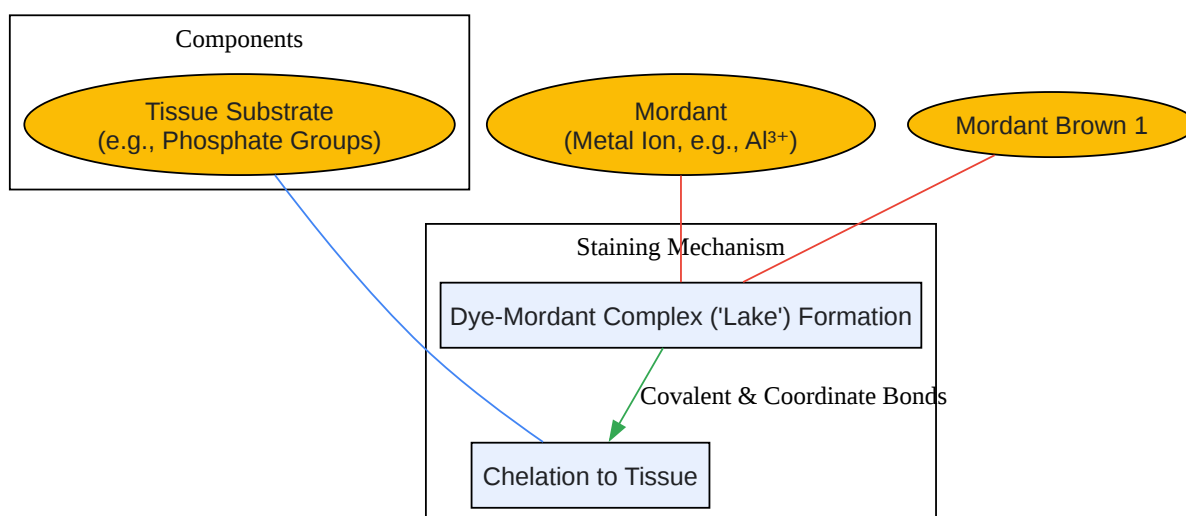 Components
Tissue Substrate
(e.g., Phosphate Groups)
Mordant
(Metal Ion, e.g., Al³⁺)
Mordant Brown 1
Staining Mechanism
Dye-Mordant Complex ('Lake') Formation
Covalent & Coordinate Bonds
Chelation to Tissue